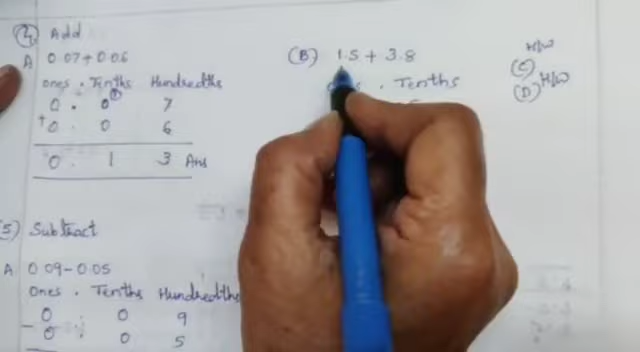 4. Add
A 0.07+0.06
ones . Tenths Hundredths
0 . 0 1 7
+ 0 . 0 6
0 . 1 3 Ans
(B) 1.5 + 3.8
. Tenths
H/W
(C)
(D) H/W
5) Subtract
A 0.09-0.05
Ones . Tenths Hundredths
0 . 0 9
- 0 . 0 5